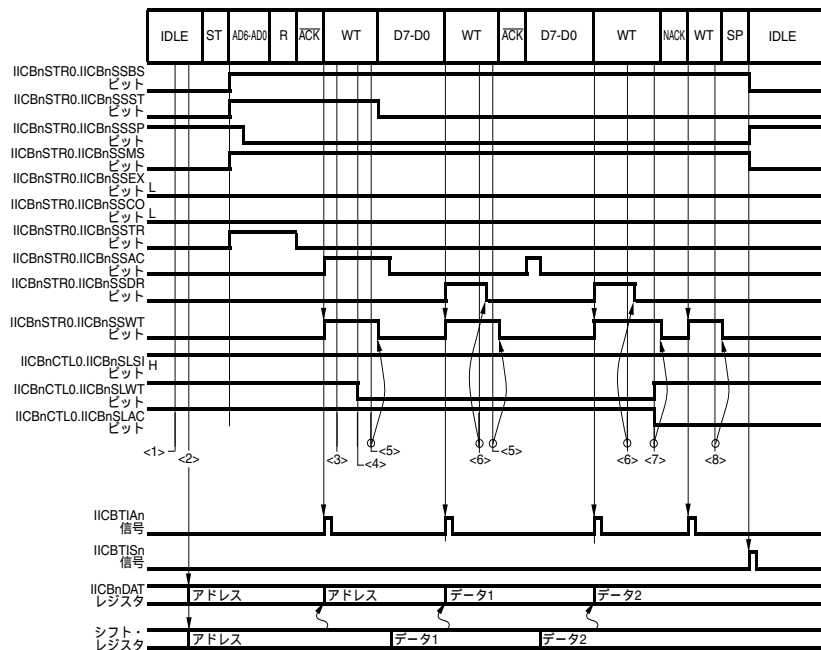 IDLE ST AD6-AD0 R ACK WT D7-D0 WT ACK D7-D0 WT NACK WT SP IDLE
IICBnSTR0.IICBnSSBS
ビット
IICBnSTR0.IICBnSSST
ビット
IICBnSTR0.IICBnSSSP
ビット
IICBnSTR0.IICBnSSMS
ビット
IICBnSTR0.IICBnSSEX
ビット L
IICBnSTR0.IICBnSSCO
ビット L
IICBnSTR0.IICBnSSTR
ビット
IICBnSTR0.IICBnSSAC
ビット
IICBnSTR0.IICBnSSDR
ビット
IICBnSTR0.IICBnSSWT
ビット
IICBnCTL0.IICBnSLSI H
ビット
IICBnCTL0.IICBnSLWT
ビット
IICBnCTL0.IICBnSLAC
ビット
<1> <2> <3> <4> <5> <6> <5> <6> <7> <8>
IICBTIAn
信号
IICBTISn
信号
IICBnDAT
レジスタ アドレス アドレス データ1 データ2
シフト・
レジスタ アドレス データ1 データ2